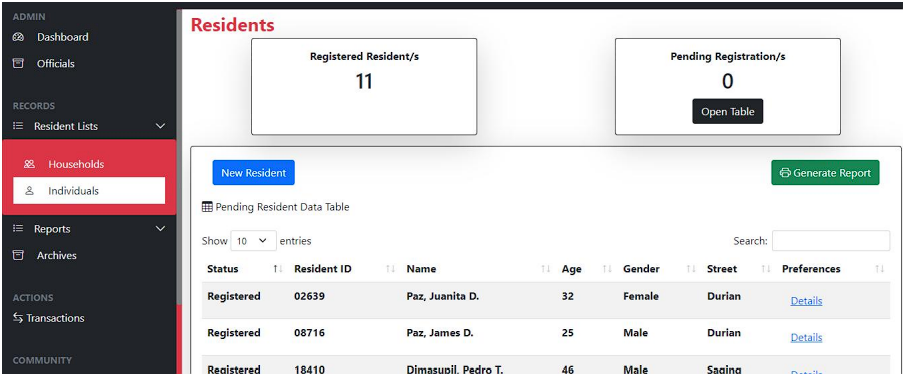 ADMIN
Dashboard
Officials
RECORDS
Resident Lists
Households
Individuals
Reports
Archives
ACTIONS
Transactions
COMMUNITY
Residents
Registered Resident/s
11
Pending Registration/s
0
Open Table
New Resident
Generate Report
Pending Resident Data Table
Show 10 entries
Search:
Status Resident ID Name Age Gender Street Preferences
Registered 02639 Paz, Juanita D. 32 Female Durian Details
Registered 08716 Paz, James D. 25 Male Durian Details
Registered 18410 Dimasupil, Pedro T. 46 Male Saging Details